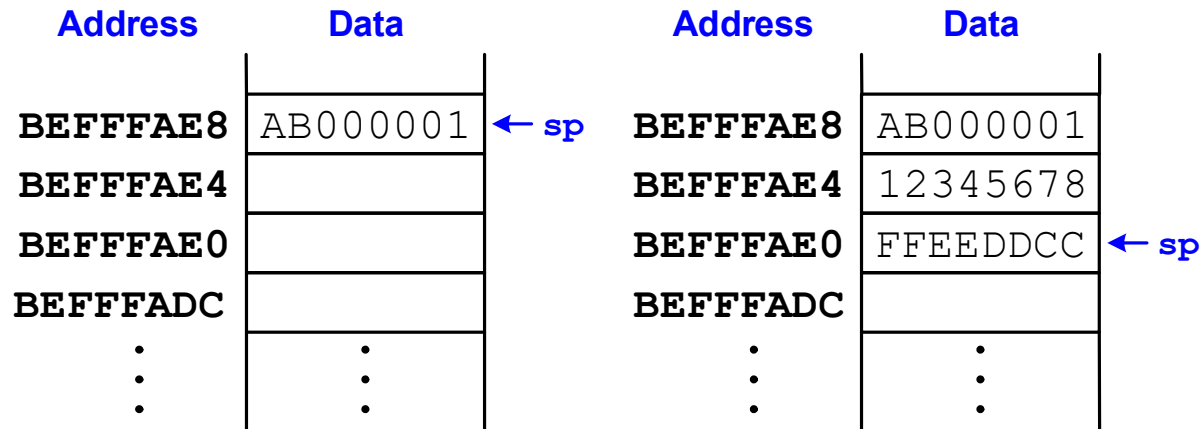 Address Data Address Data
BEFFFAE8 AB000001 sp BEFFFAE8 AB000001
BEFFFAE4 BEFFFAE4 12345678
BEFFFAE0 BEFFFAE0 FFEEDDCC sp
BEFFFADC BEFFFADC